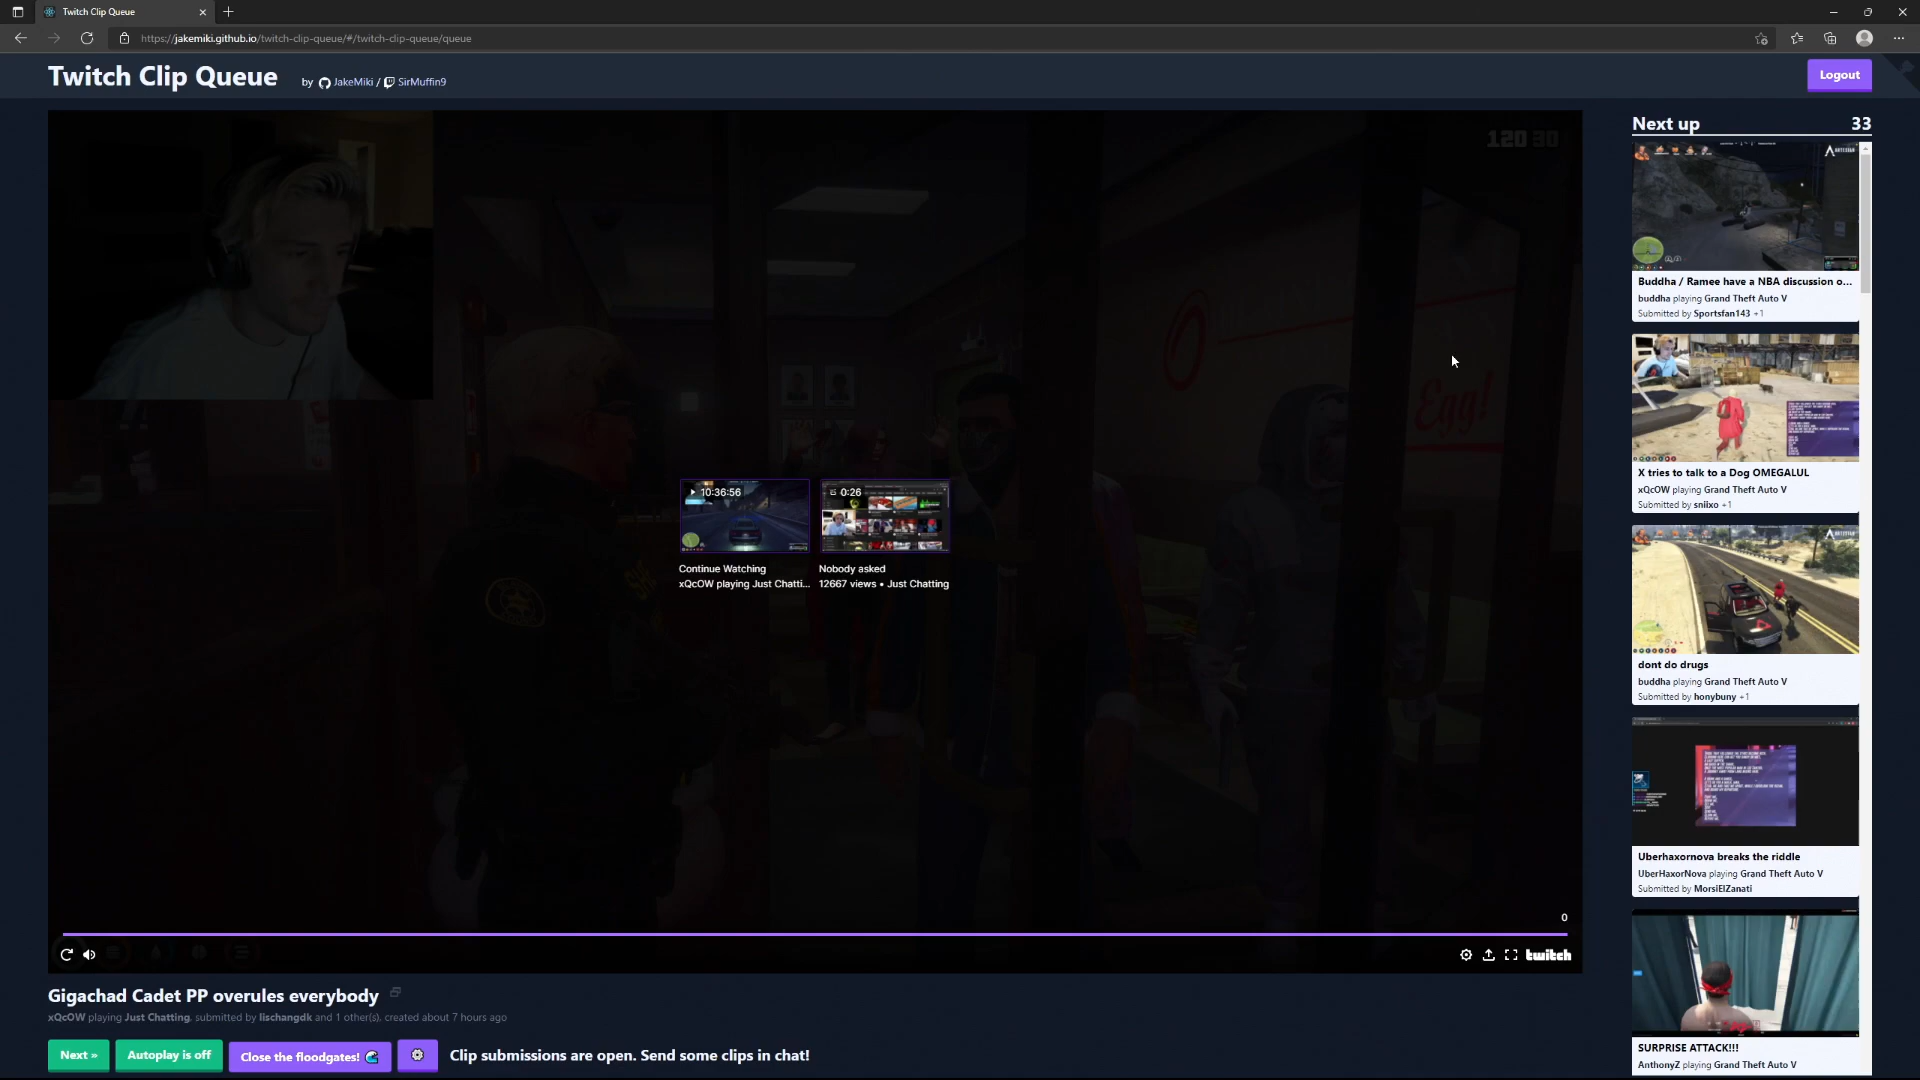 Twitch Clip Queue
https://jakemiki.github.io/twitch-clip-queue/#/twitch-clip-queue/queue
Twitch Clip Queue
by JakeMiki / SirMuffin9
Logout
120 30
Egg!
10:36:56
0:26
Continue Watching
xQcOW playing Just Chatti...
Nobody asked
12667 views • Just Chatting
0
twitch
Gigachad Cadet PP overules everybody
xQcOW playing Just Chatting, submitted by lischangdk and 1 other(s), created about 7 hours ago
Next »
Autoplay is off
Close the floodgates!
Clip submissions are open. Send some clips in chat!
Next up
33
Buddha / Ramee have a NBA discussion o...
buddha playing Grand Theft Auto V
Submitted by Sportsfan143 +1
X tries to talk to a Dog OMEGALUL
xQcOW playing Grand Theft Auto V
Submitted by sniixo +1
dont do drugs
buddha playing Grand Theft Auto V
Submitted by honybuny +1
Uberhaxornova breaks the riddle
UberHaxorNova playing Grand Theft Auto V
Submitted by MorsiElZanati
SURPRISE ATTACK!!!
AnthonyZ playing Grand Theft Auto V